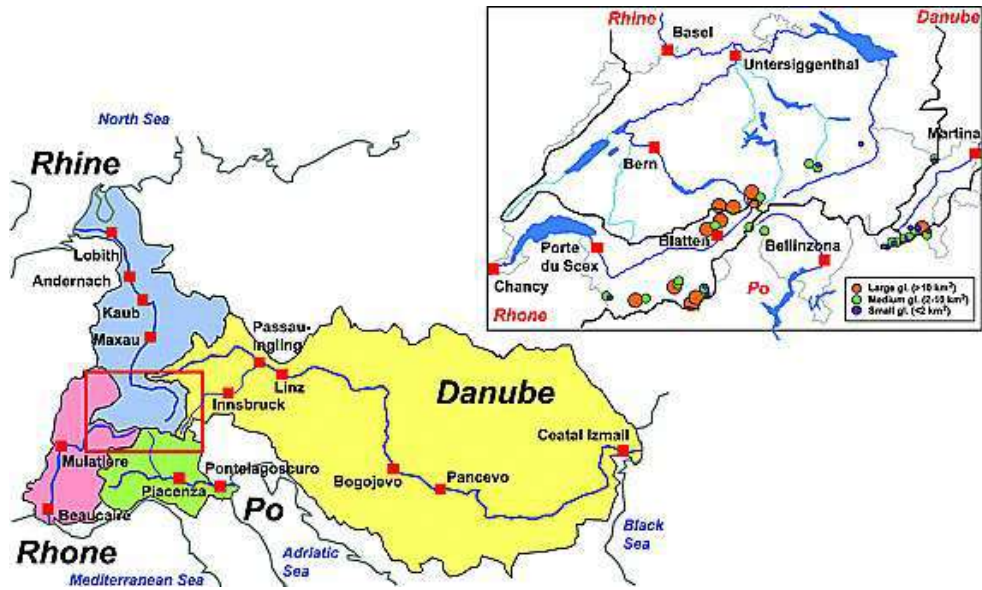 North Sea
Rhine
Lobith
Andernach
Kaub
Maxau
Passau-
Ingling
Linz
Innsbruck
Danube
Ceatal Izmail
Mulatière
Pontelagoscuro
Piacenza
Bogojevo
Pancevo
Beaucaire
Po
Rhone
Mediterranean Sea
Adriatic
Sea
Black
Sea
Rhine
Basel
Danube
Untersiggenthal
Martina
Bern
Blatten
Bellinzona
Porte
du Scex
Chancy
Po
Rhone
Large gl. (>10 km²)
Medium gl. (2-10 km²)
Small gl. (<2 km²)